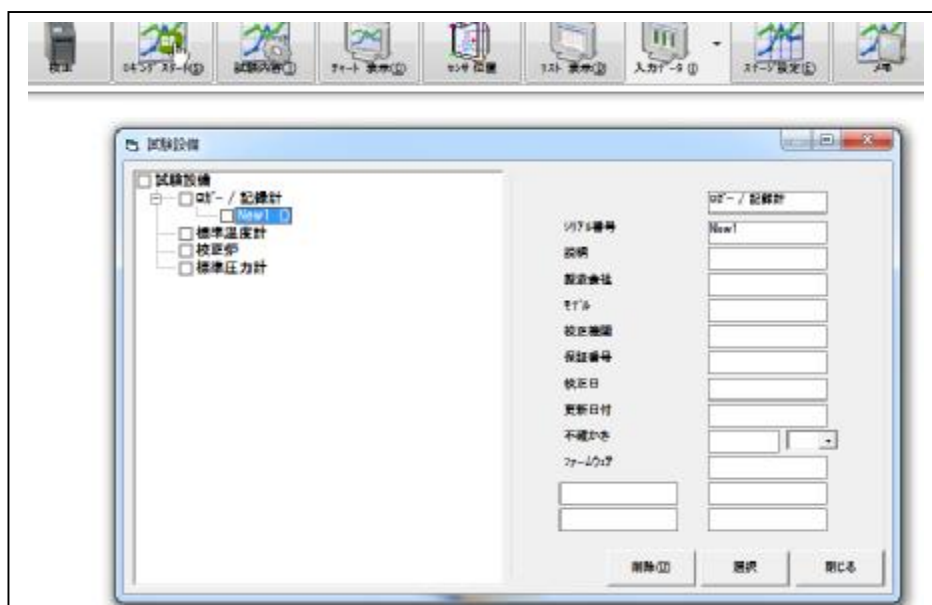 校正
ﾛｷﾝｸﾞ ｽﾀｰﾄ(S)
試験内容(T)
ﾁｬｰﾄ 表示(C)
ｾﾝｻ 位置
ﾘｽﾄ 表示(D)
入力ﾃﾞｰﾀ (I)
ｽﾃｰｼﾞ設定(E)
ﾒﾓ
試験設備
試験設備
ﾛｶﾞｰ / 記録計
New1 ()
標準温度計
校正炉
標準圧力計
ﾛｶﾞｰ / 記録計
ｼﾘｱﾙ番号 New1
説明
製造会社
ﾓﾃﾞﾙ
校正機関
保証番号
校正日
更新日付
不確かさ
ﾌｧｰﾑｳｪｱ
削除(D) 選択 閉じる